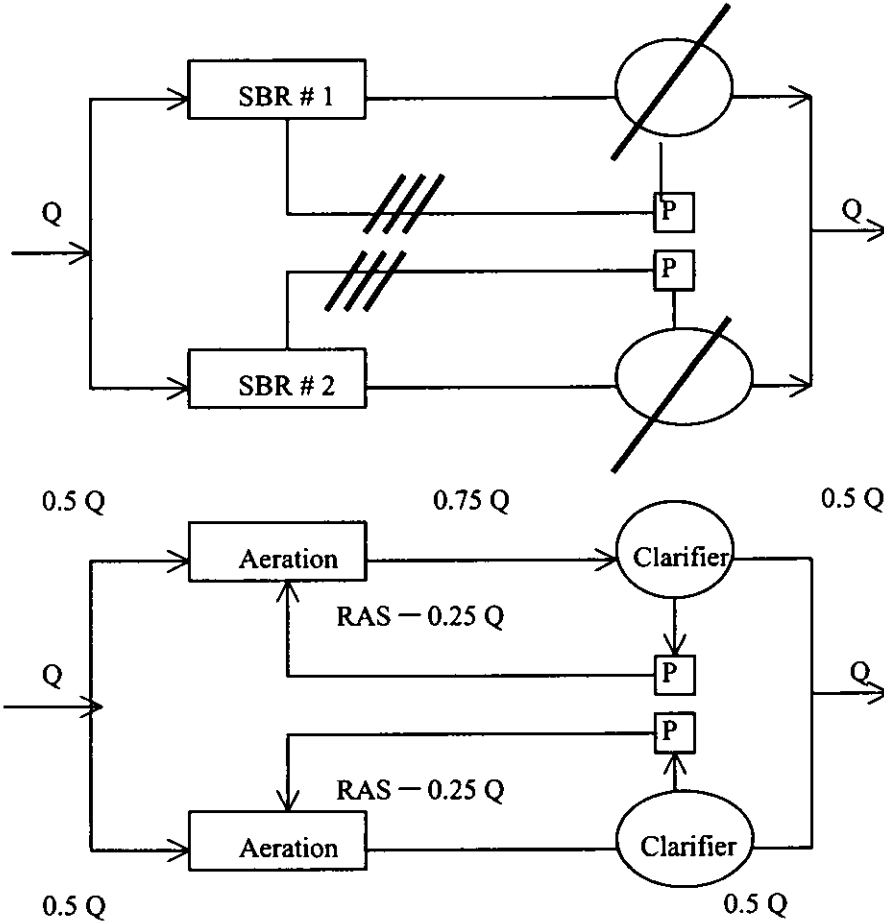 SBR # 1
Q
P
Q
P
SBR # 2
0.5 Q
0.75 Q
0.5 Q
Aeration
Clarifier
RAS — 0.25 Q
Q
P
Q
P
RAS — 0.25 Q
Aeration
Clarifier
0.5 Q
0.5 Q